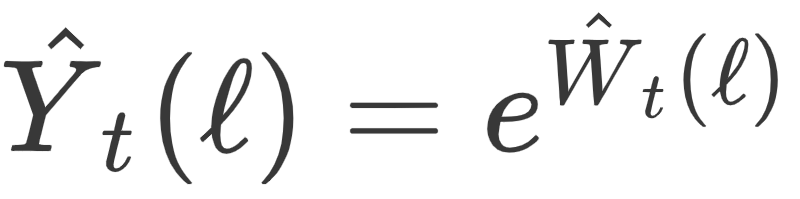 Ŷ_t(ℓ) = e^{Ŵ_t(ℓ)}